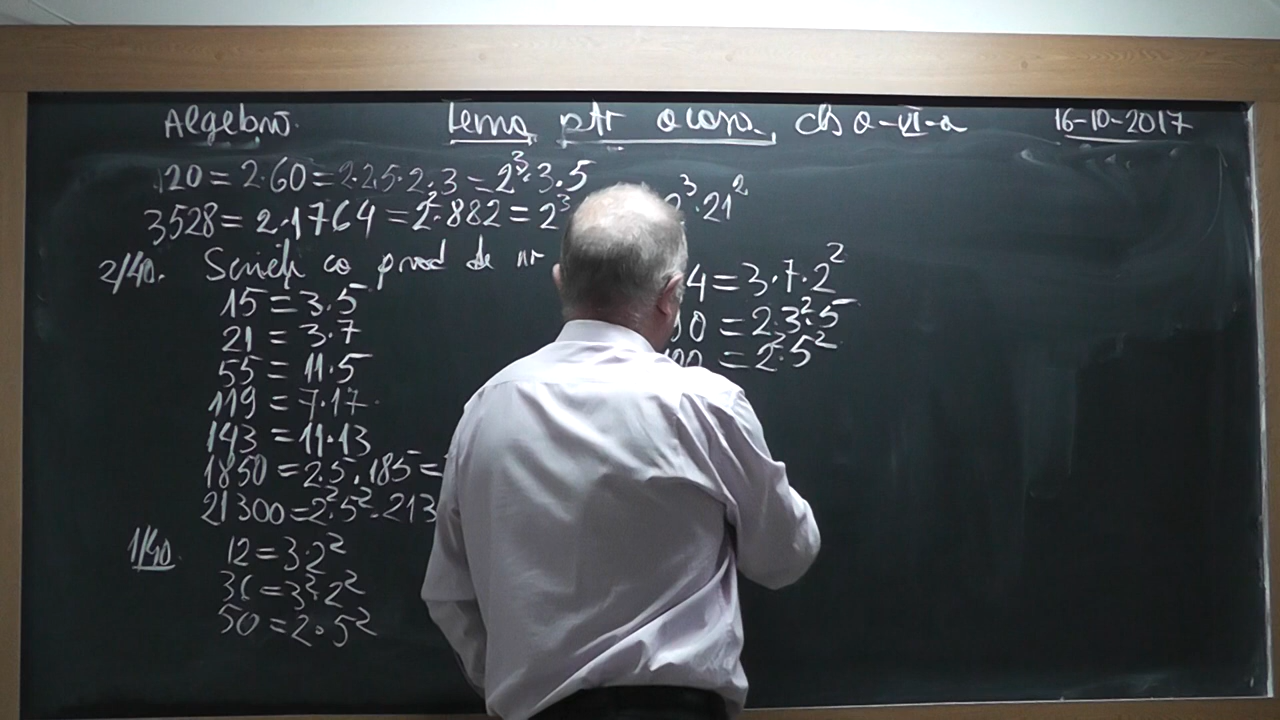 Algebră. Tema ptr acasă, cls a-VI-a 16-10-2017
120 = 2·60 = 2·2·5·2·3 = 2³·3·5
3528 = 2·1764 = 2²·882 = 2³ 2³·21²
2/40. Scrieți ca prod de nr
15 = 3·5
21 = 3·7
55 = 11·5
119 = 7·17
143 = 11·13
1850 = 2·5·185 =
21300 = 2²·5²·213
1/40. 12 = 3·2²
36 = 3²·2²
50 = 2·5²
4 = 3·7·2²
90 = 2·3²·5
100 = 2²·5²